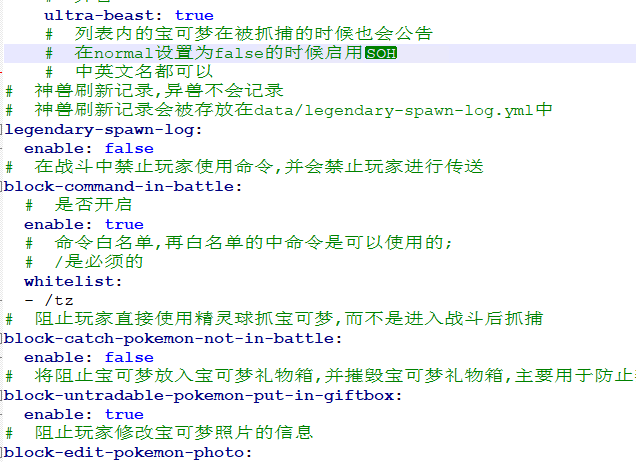 ultra-beast: true
# 列表内的宝可梦在被抓捕的时候也会公告
# 在normal设置为false的时候启用SOH
# 中英文名都可以
# 神兽刷新记录,异兽不会记录
# 神兽刷新记录会被存放在data/legendary-spawn-log.yml中
legendary-spawn-log:
enable: false
# 在战斗中禁止玩家使用命令,并会禁止玩家进行传送
block-command-in-battle:
# 是否开启
enable: true
# 命令白名单,再白名单的中命令是可以使用的;
# /是必须的
whitelist:
- /tz
# 阻止玩家直接使用精灵球抓宝可梦,而不是进入战斗后抓捕
block-catch-pokemon-not-in-battle:
enable: false
# 将阻止宝可梦放入宝可梦礼物箱,并摧毁宝可梦礼物箱,主要用于防止
block-untradable-pokemon-put-in-giftbox:
enable: true
# 阻止玩家修改宝可梦照片的信息
block-edit-pokemon-photo: